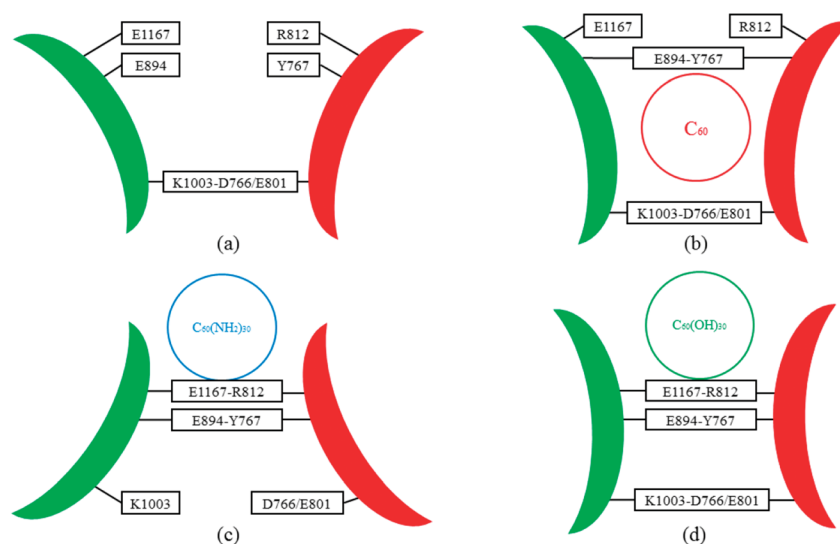 E1167
R812
E894
Y767
K1003-D766/E801
(a)
E1167
R812
E894-Y767
C60
K1003-D766/E801
(b)
C60(NH2)30
E1167-R812
E894-Y767
K1003
D766/E801
(c)
C60(OH)30
E1167-R812
E894-Y767
K1003-D766/E801
(d)